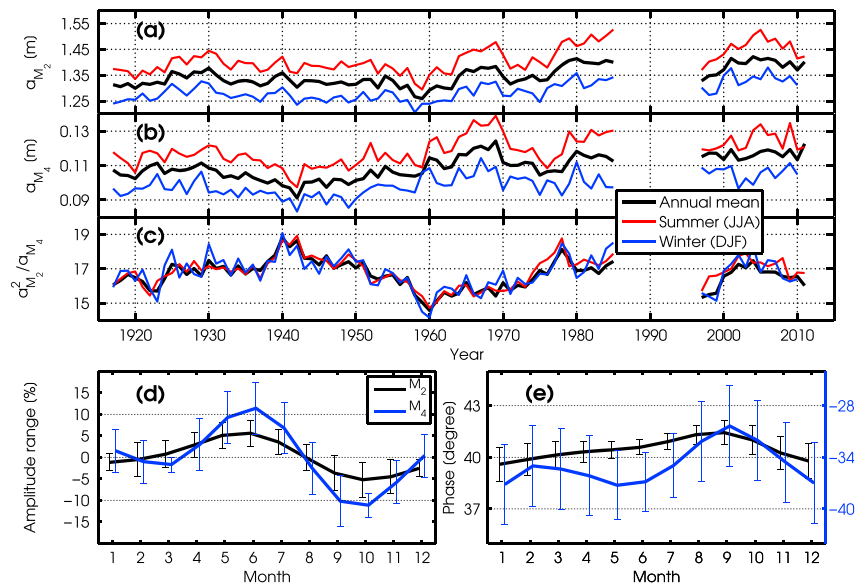 (a)
1.55
1.45
1.35
1.25
a_M2 (m)
(b)
0.13
0.11
0.09
a_M4 (m)
Annual mean
Summer (JJA)
Winter (DJF)
(c)
19
17
15
a²_M2/a_M4
1920 1930 1940 1950 1960 1970 1980 1990 2000 2010
Year
(d)
M2
M4
15
10
5
0
−5
−10
−15
Amplitude range (%)
1 2 3 4 5 6 7 8 9 10 11 12
Month
(e)
43
40
37
Phase (degree)
−28
−34
−40
1 2 3 4 5 6 7 8 9 10 11 12
Month